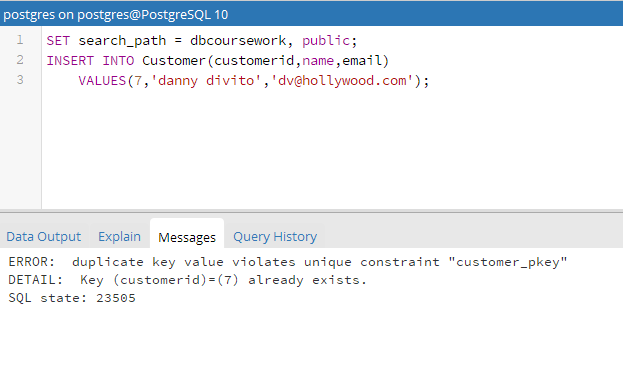 postgres on postgres@PostgreSQL 10
1 SET search_path = dbcoursework, public;
2 INSERT INTO Customer(customerid,name,email)
3 VALUES(7,'danny divito','dv@hollywood.com');
Data Output Explain Messages Query History
ERROR:  duplicate key value violates unique constraint "customer_pkey"
DETAIL:  Key (customerid)=(7) already exists.
SQL state: 23505